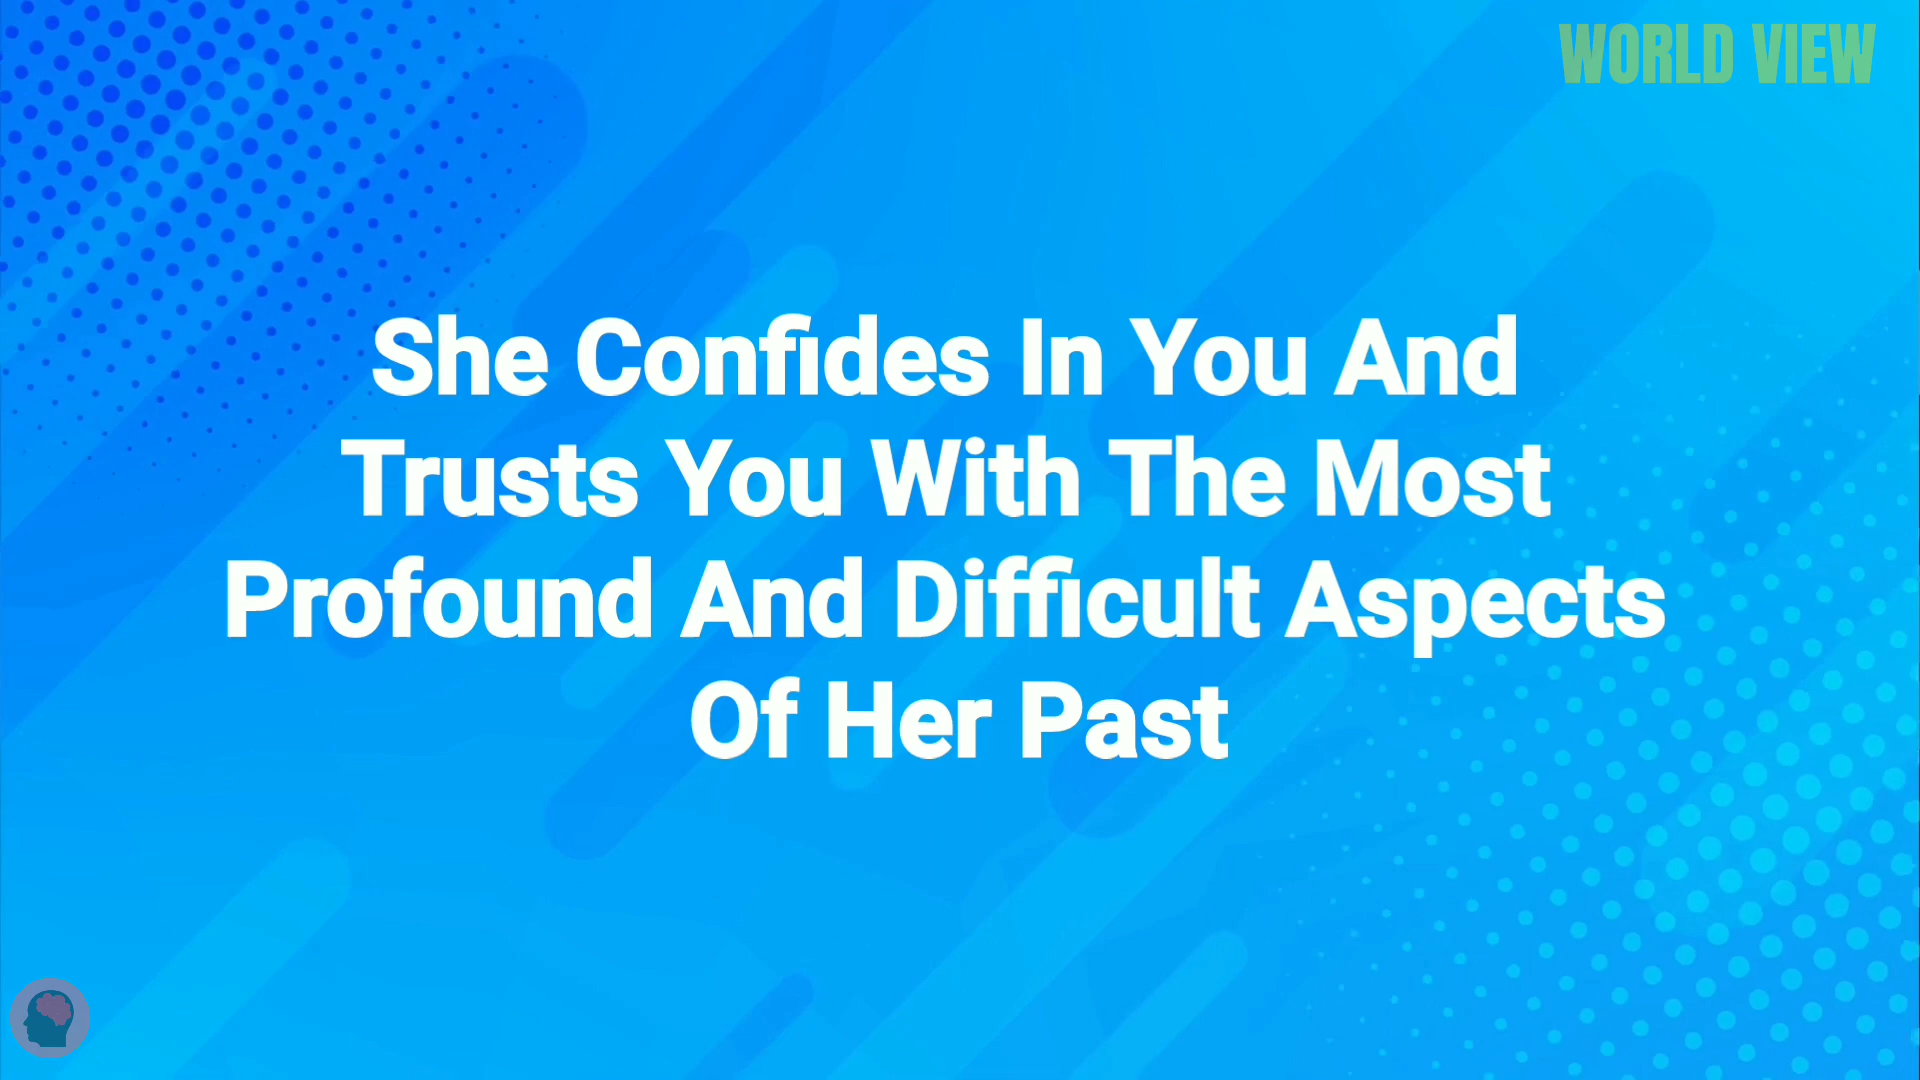 WORLD VIEW
She Confides In You And
Trusts You With The Most
Profound And Difficult Aspects
Of Her Past